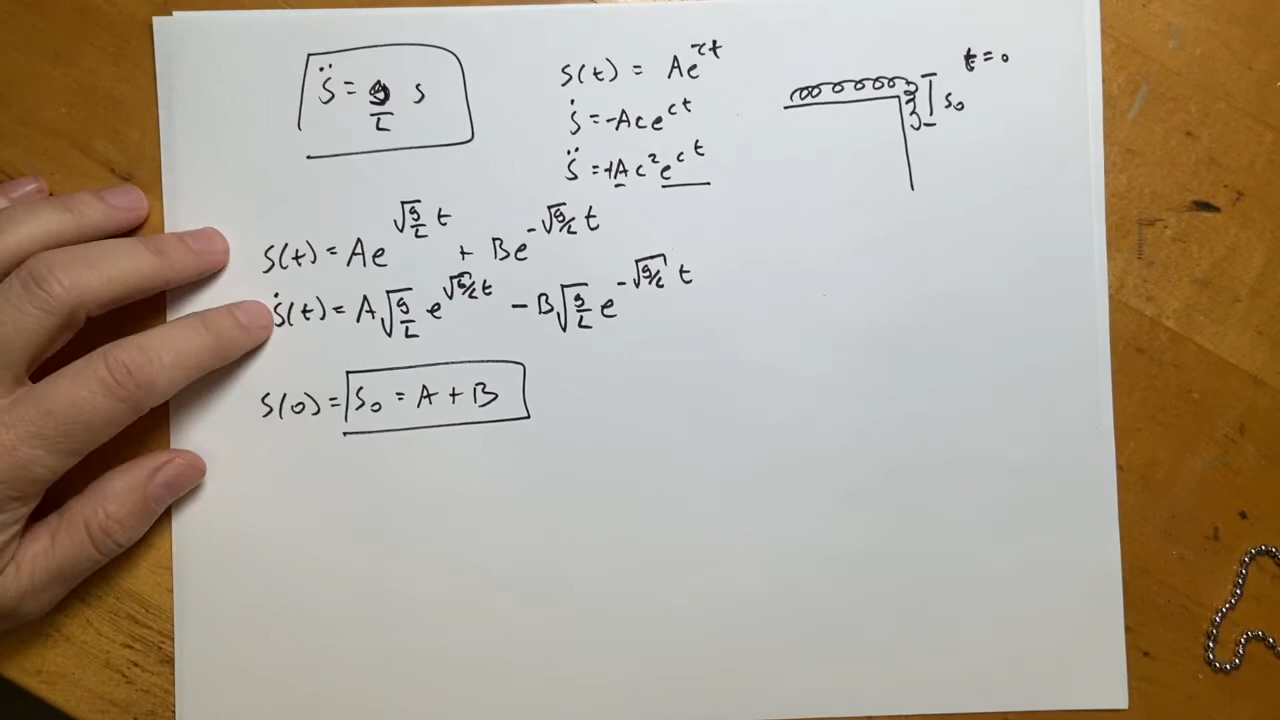 s̈ = g/L s
s(t) = Ae^ct
ṡ = -Ace^ct
s̈ = +Ac²e^ct
t = 0
s₀
s(t) = Ae^√(g/L) t + Be^-√(g/L) t
ṡ(t) = A√(g/L) e^√(g/L) t - B√(g/L) e^-√(g/L) t
s(0) = s₀ = A + B